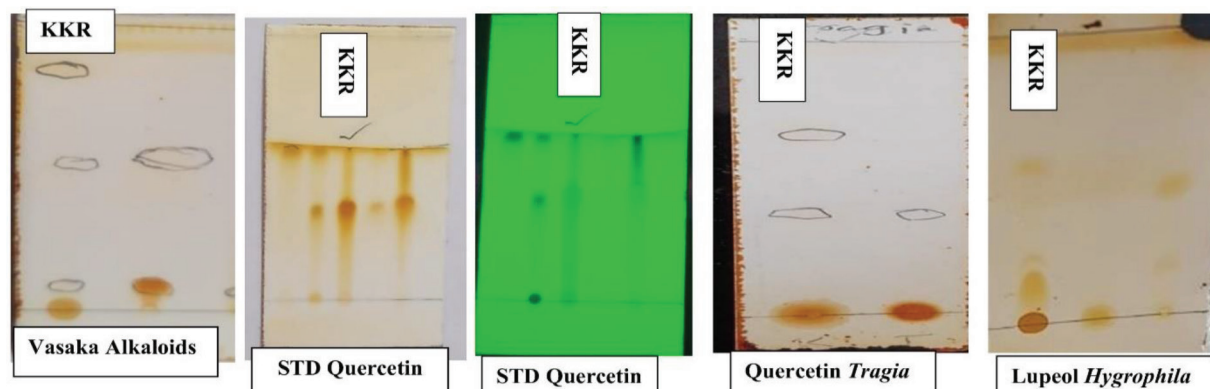 KKR
Vasaka Alkaloids
KKR
STD Quercetin
KKR
STD Quercetin
KKR
Quercetin Tragia
KKR
Lupeol Hygrophila